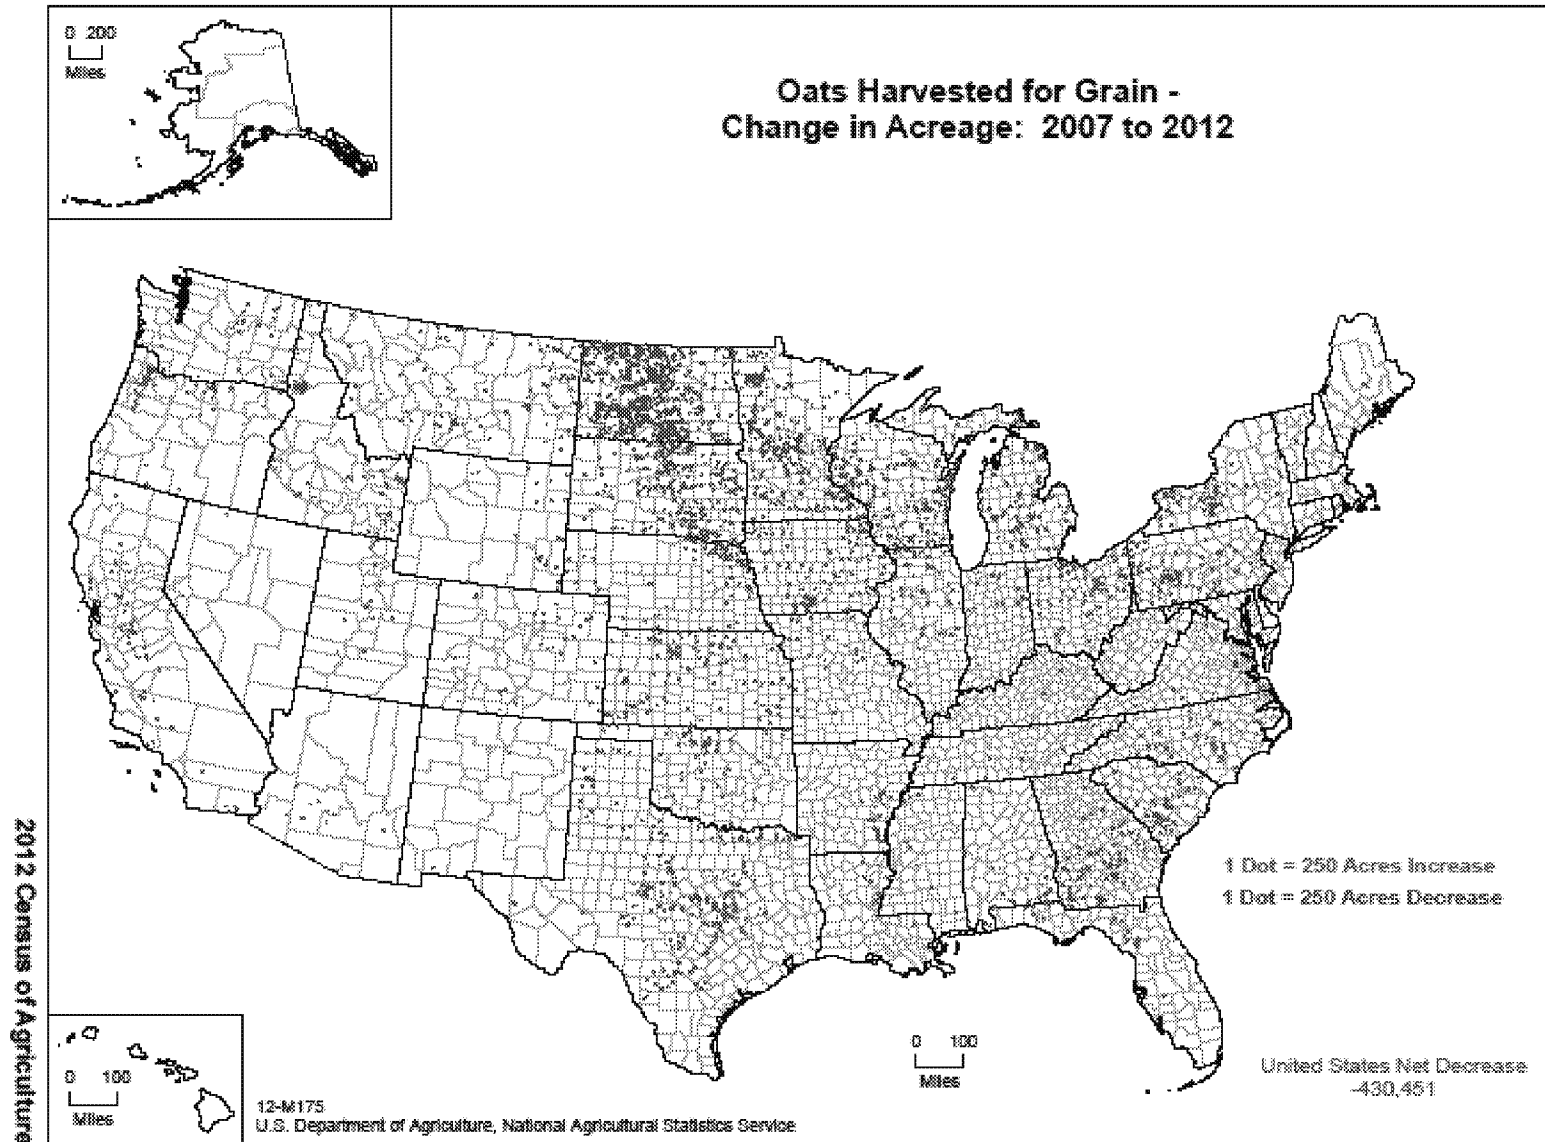 0 200
Miles
Oats Harvested for Grain -
Change in Acreage: 2007 to 2012
1 Dot = 250 Acres Increase
1 Dot = 250 Acres Decrease
0 100
Miles
United States Net Decrease
-430,451
0 100
Miles
12-M175
U.S. Department of Agriculture, National Agricultural Statistics Service
2012 Census of Agriculture